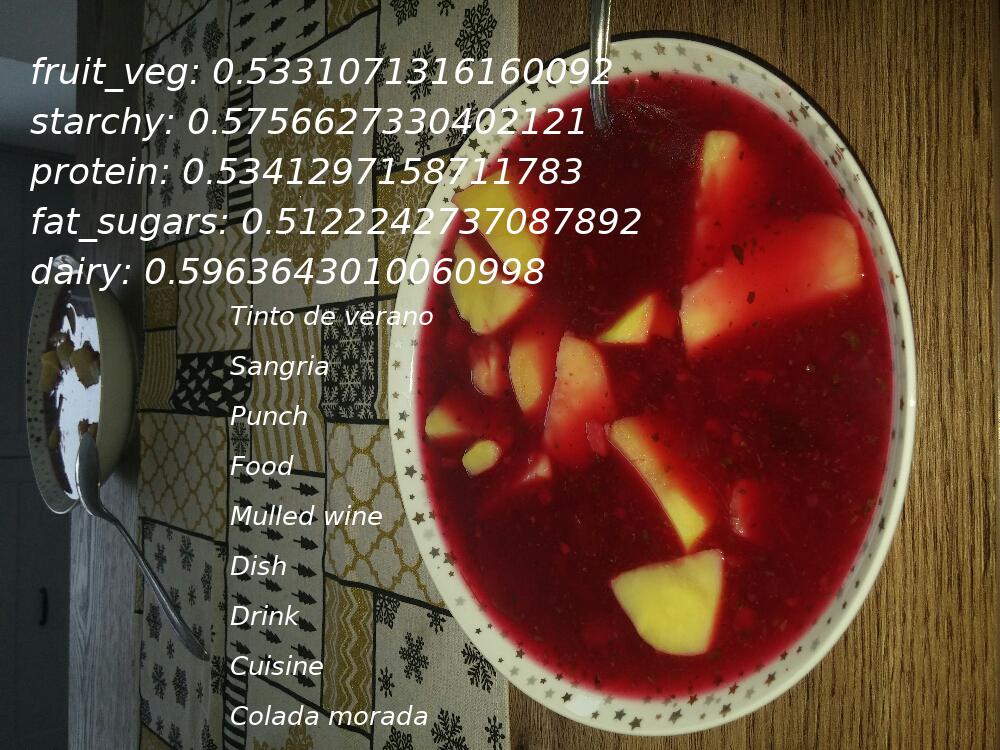 fruit_veg: 0.5331071316160092
starchy: 0.5756627330402121
protein: 0.5341297158711783
fat_sugars: 0.5122242737087892
dairy: 0.5963643010060998
Tinto de verano
Sangria
Punch
Food
Mulled wine
Dish
Drink
Cuisine
Colada morada